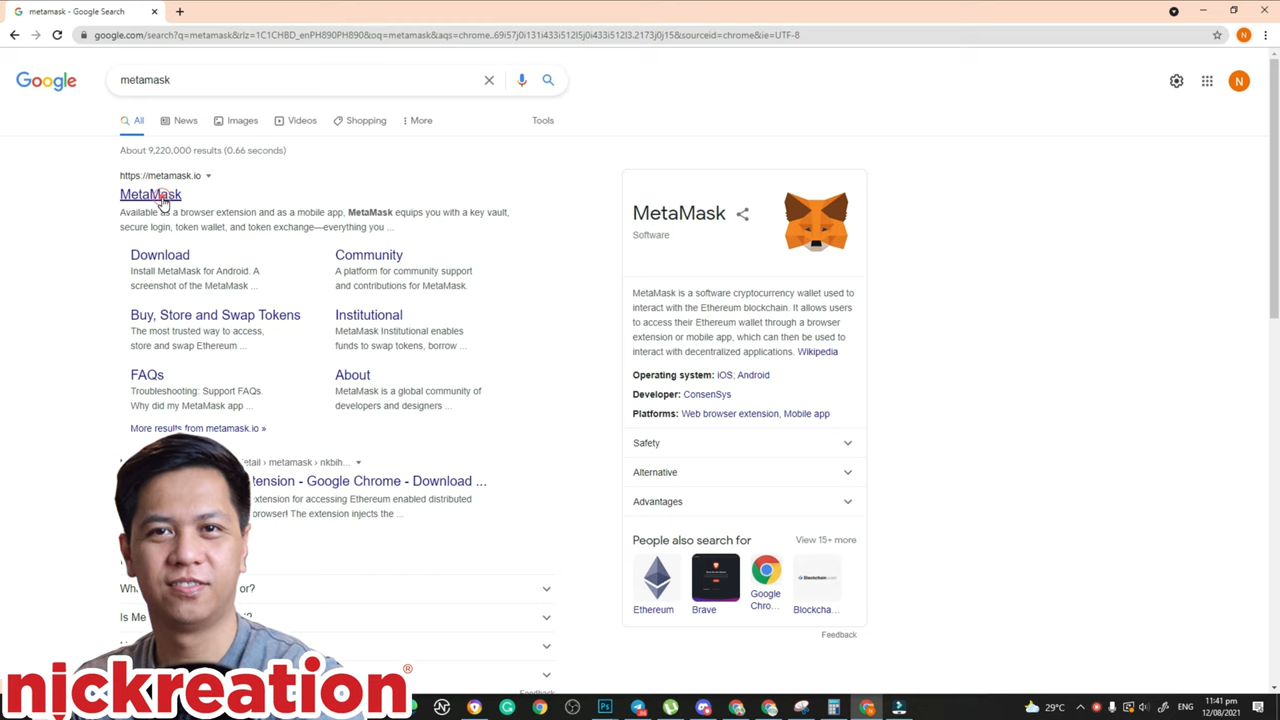 metamask - Google Search
google.com/search?q=metamask&rlz=1C1CHBD_enPH890PH890&oq=metamask&aqs=chrome..69i57j0i131i433i512l5j0i433i512l3.2173j0j15&sourceid=chrome&ie=UTF-8
N
Google
metamask
N
All
News
Images
Videos
Shopping
More
Tools
About 9,220,000 results (0.66 seconds)
https://metamask.io
MetaMask
Available as a browser extension and as a mobile app, MetaMask equips you with a key vault,
secure login, token wallet, and token exchange—everything you ...
Download
Install MetaMask for Android. A
screenshot of the MetaMask ...
Community
A platform for community support
and contributions for MetaMask.
Buy, Store and Swap Tokens
The most trusted way to access,
store and swap Ethereum ...
Institutional
MetaMask Institutional enables
funds to swap tokens, borrow ...
FAQs
Troubleshooting: Support FAQs.
Why did my MetaMask app ...
About
MetaMask is a global community of
developers and designers ...
More results from metamask.io »
› metamask › nkbih...
- Google Chrome - Download ...
for accessing Ethereum enabled distributed
browser! The extension injects the ...
or?
Is Me
Feedback
MetaMask
Software
MetaMask is a software cryptocurrency wallet used to
interact with the Ethereum blockchain. It allows users
to access their Ethereum wallet through a browser
extension or mobile app, which can then be used to
interact with decentralized applications. Wikipedia
Operating system: iOS; Android
Developer: ConsenSys
Platforms: Web browser extension, Mobile app
Safety
Alternative
Advantages
People also search for
View 15+ more
Ethereum
Brave
Google
Chro...
Blockcha...
Feedback
nickreation®
29°C
ENG
11:41 pm
12/08/2021